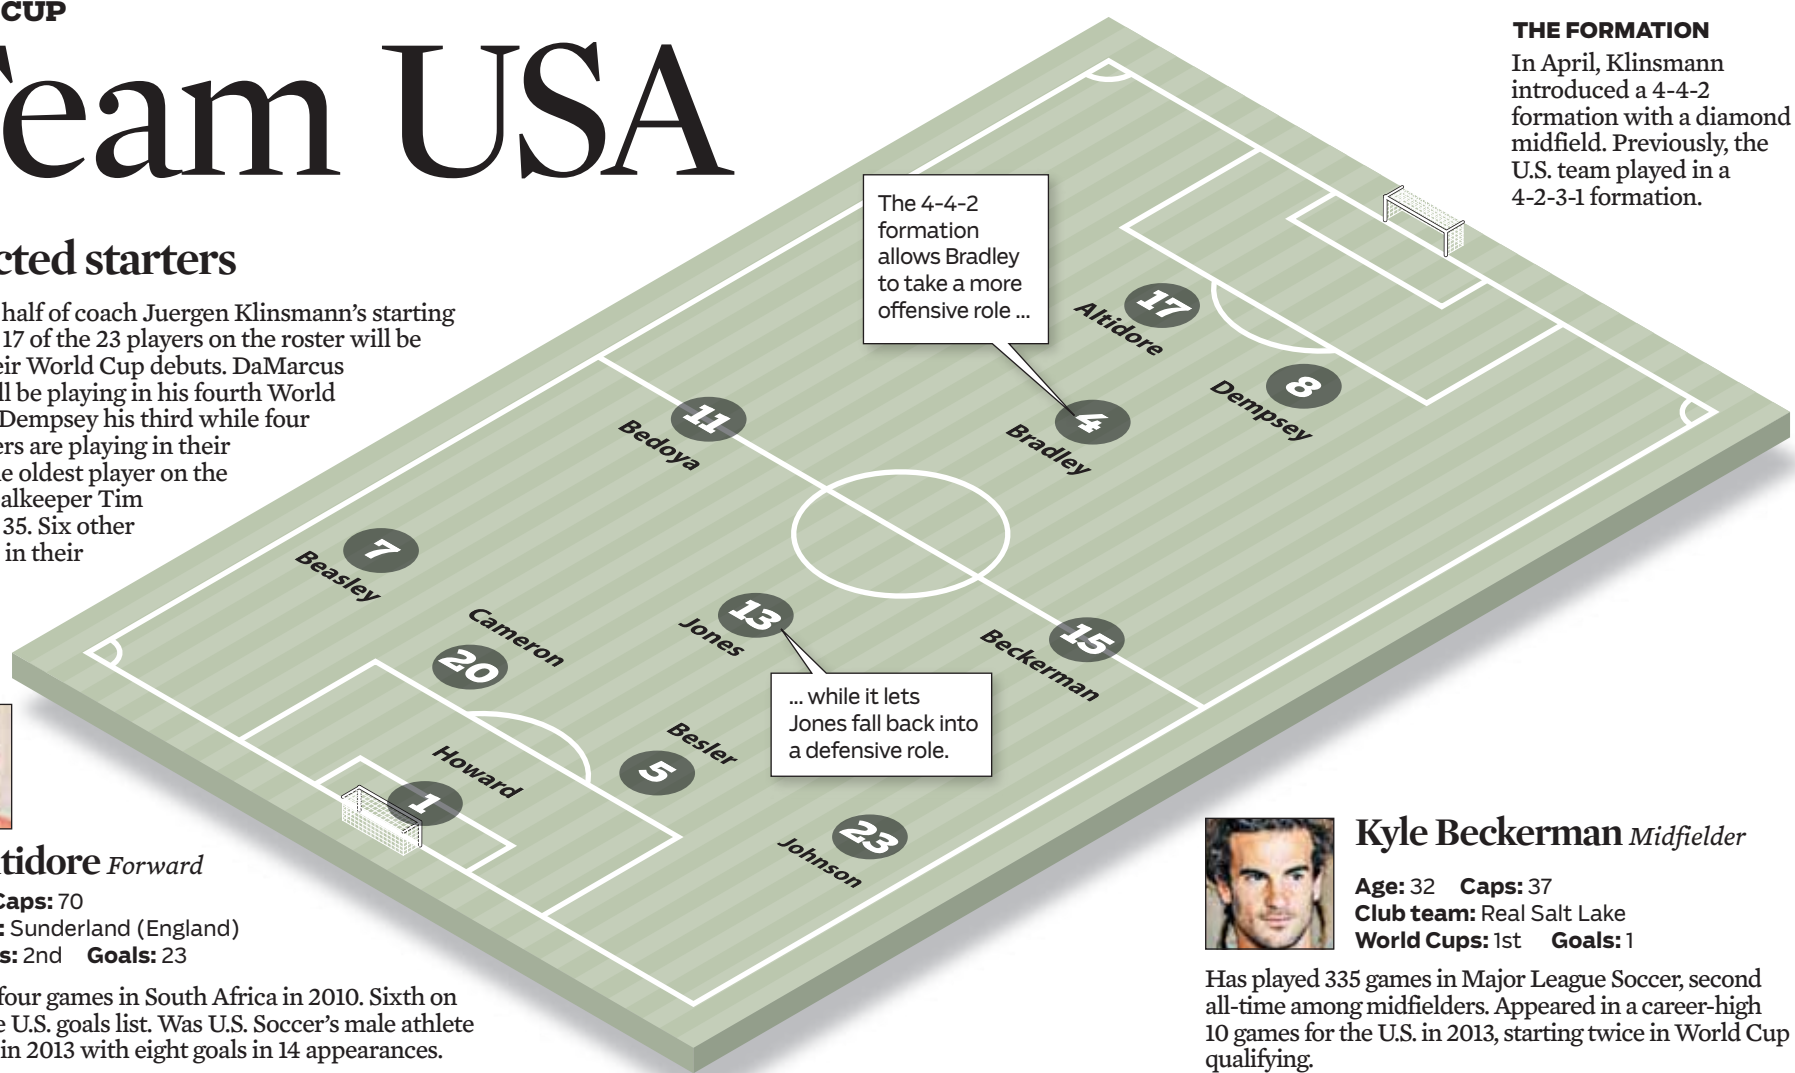 CUP
Team USA
cted starters
half of coach Juergen Klinsmann’s starting
17 of the 23 players on the roster will be
eir World Cup debuts. DaMarcus
ll be playing in his fourth World
Dempsey his third while four
ers are playing in their
e oldest player on the
alkeeper Tim
35. Six other
in their
THE FORMATION
In April, Klinsmann
introduced a 4-4-2
formation with a diamond
midfield. Previously, the
U.S. team played in a
4-2-3-1 formation.
The 4-4-2
formation
allows Bradley
to take a more
offensive role ...
17
Altidore
8
Dempsey
4
Bradley
11
Bedoya
7
Beasley
Cameron
20
13
Jones
15
Beckerman
... while it lets
Jones fall back into
a defensive role.
Besler
5
Howard
1
23
Johnson
tidore Forward
Caps: 70
: Sunderland (England)
s: 2nd Goals: 23
four games in South Africa in 2010. Sixth on
e U.S. goals list. Was U.S. Soccer’s male athlete
in 2013 with eight goals in 14 appearances.
Kyle Beckerman Midfielder
Age: 32 Caps: 37
Club team: Real Salt Lake
World Cups: 1st Goals: 1
Has played 335 games in Major League Soccer, second
all-time among midfielders. Appeared in a career-high
10 games for the U.S. in 2013, starting twice in World Cup
qualifying.